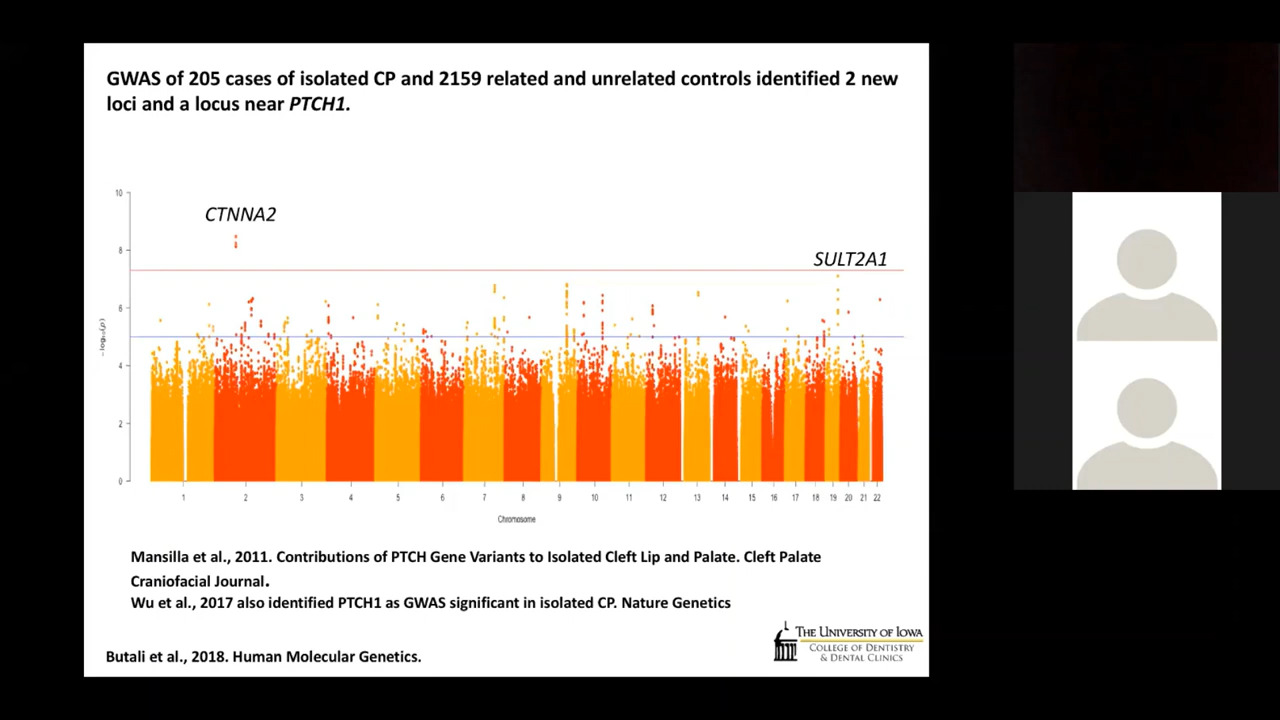 GWAS of 205 cases of isolated CP and 2159 related and unrelated controls identified 2 new
loci and a locus near PTCH1.
10
CTNNA2
8
SULT2A1
6
-log10(p)
4
2
0
1 2 3 4 5 6 7 8 9 10 11 12 13 14 15 16 17 18 19 20 21 22
Chromosome
Mansilla et al., 2011. Contributions of PTCH Gene Variants to Isolated Cleft Lip and Palate. Cleft Palate
Craniofacial Journal.
Wu et al., 2017 also identified PTCH1 as GWAS significant in isolated CP. Nature Genetics
THE UNIVERSITY OF IOWA
COLLEGE OF DENTISTRY
& DENTAL CLINICS
Butali et al., 2018. Human Molecular Genetics.